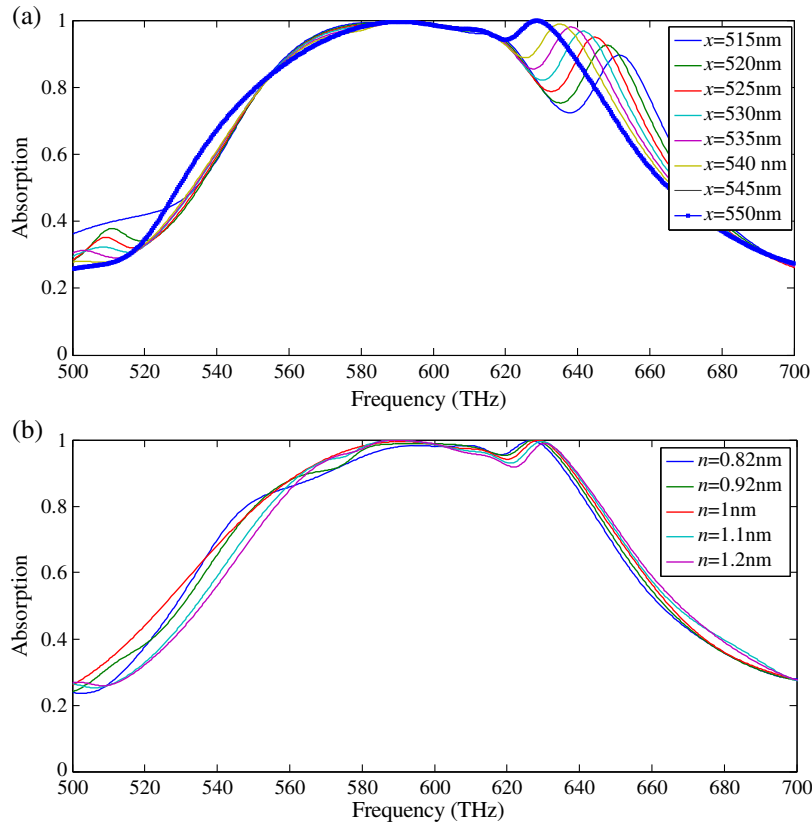 (a)
1
0.8
0.6
0.4
0.2
0
Absorption
x=515nm
x=520nm
x=525nm
x=530nm
x=535nm
x=540 nm
x=545nm
x=550nm
500 520 540 560 580 600 620 640 660 680 700
Frequency (THz)
(b)
1
0.8
0.6
0.4
0.2
0
Absorption
n=0.82nm
n=0.92nm
n=1nm
n=1.1nm
n=1.2nm
500 520 540 560 580 600 620 640 660 680 700
Frequency (THz)